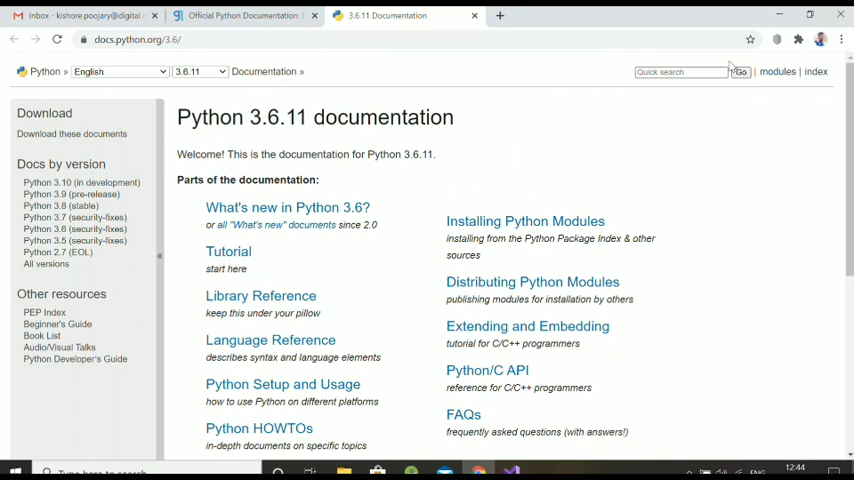 Inbox - kishore.poojary@digital.e
Official Python Documentation:
3.6.11 Documentation
docs.python.org/3.6/
Python » English 3.6.11 Documentation »
Quick search Go | modules | index
Download
Download these documents
Docs by version
Python 3.10 (in development)
Python 3.9 (pre-release)
Python 3.8 (stable)
Python 3.7 (security-fixes)
Python 3.6 (security-fixes)
Python 3.5 (security-fixes)
Python 2.7 (EOL)
All versions
Other resources
PEP Index
Beginner's Guide
Book List
Audio/Visual Talks
Python Developer's Guide
«
Python 3.6.11 documentation
Welcome! This is the documentation for Python 3.6.11.
Parts of the documentation:
What's new in Python 3.6?
or all "What's new" documents since 2.0
Tutorial
start here
Library Reference
keep this under your pillow
Language Reference
describes syntax and language elements
Python Setup and Usage
how to use Python on different platforms
Python HOWTOs
in-depth documents on specific topics
Installing Python Modules
installing from the Python Package Index & other
sources
Distributing Python Modules
publishing modules for installation by others
Extending and Embedding
tutorial for C/C++ programmers
Python/C API
reference for C/C++ programmers
FAQs
frequently asked questions (with answers!)
Type here to search
ENG
12:44